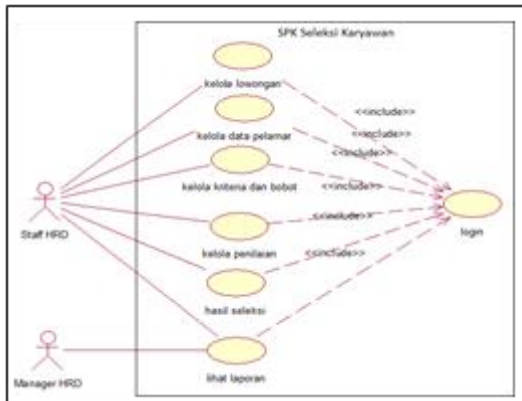 SPK Seleksi Karyawan
kelola lowongan
<<include>>
kelola data pelamar
<<include>>
<<include>>
kelola kriteria dan bobot
<<include>>
Staff HRD
kelola penilaian
<<include>>
login
hasil seleksi
lihat laporan
Manager HRD